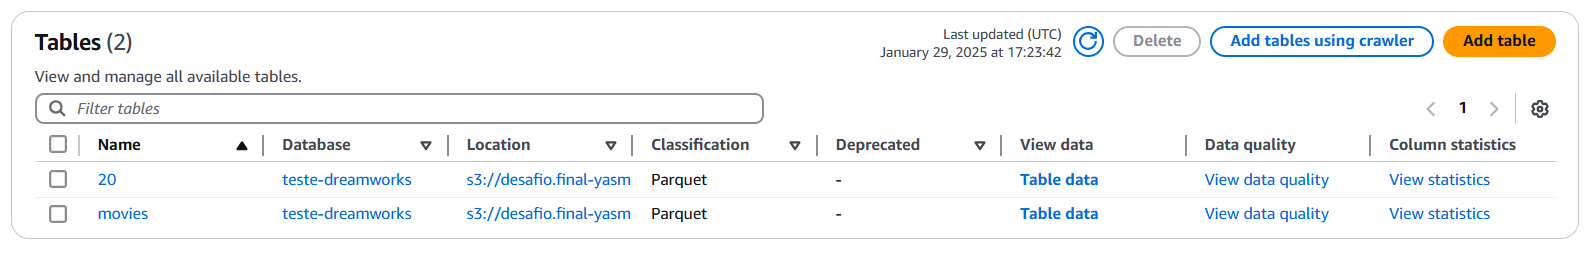 Tables (2)
Last updated (UTC)
January 29, 2025 at 17:23:42
Delete
Add tables using crawler
Add table
View and manage all available tables.
Filter tables
1
Name Database Location Classification Deprecated View data Data quality Column statistics
20 teste-dreamworks s3://desafio.final-yasm Parquet - Table data View data quality View statistics
movies teste-dreamworks s3://desafio.final-yasm Parquet - Table data View data quality View statistics